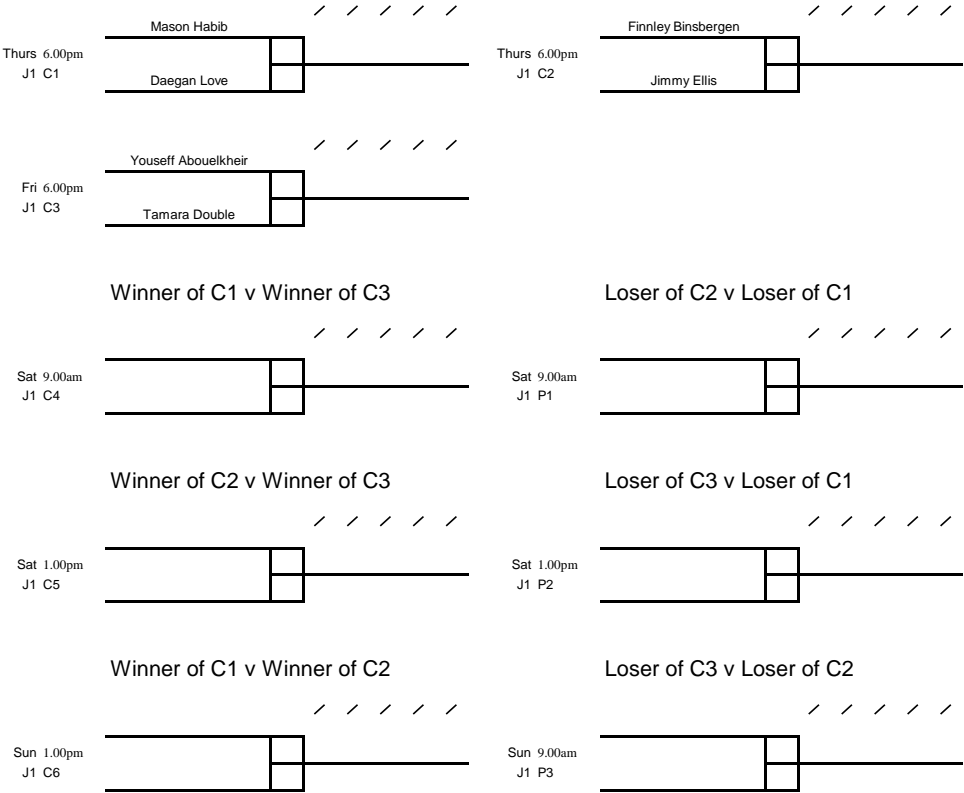 / / / / /
Mason Habib
Thurs 6.00pm
J1 C1
Daegan Love
/ / / / /
Finnley Binsbergen
Thurs 6.00pm
J1 C2
Jimmy Ellis
/ / / / /
Youseff Abouelkheir
Fri 6.00pm
J1 C3
Tamara Double
Winner of C1 v Winner of C3
/ / / / /
Sat 9.00am
J1 C4
Loser of C2 v Loser of C1
/ / / / /
Sat 9.00am
J1 P1
Winner of C2 v Winner of C3
/ / / / /
Sat 1.00pm
J1 C5
Loser of C3 v Loser of C1
/ / / / /
Sat 1.00pm
J1 P2
Winner of C1 v Winner of C2
/ / / / /
Sun 1.00pm
J1 C6
Loser of C3 v Loser of C2
/ / / / /
Sun 9.00am
J1 P3